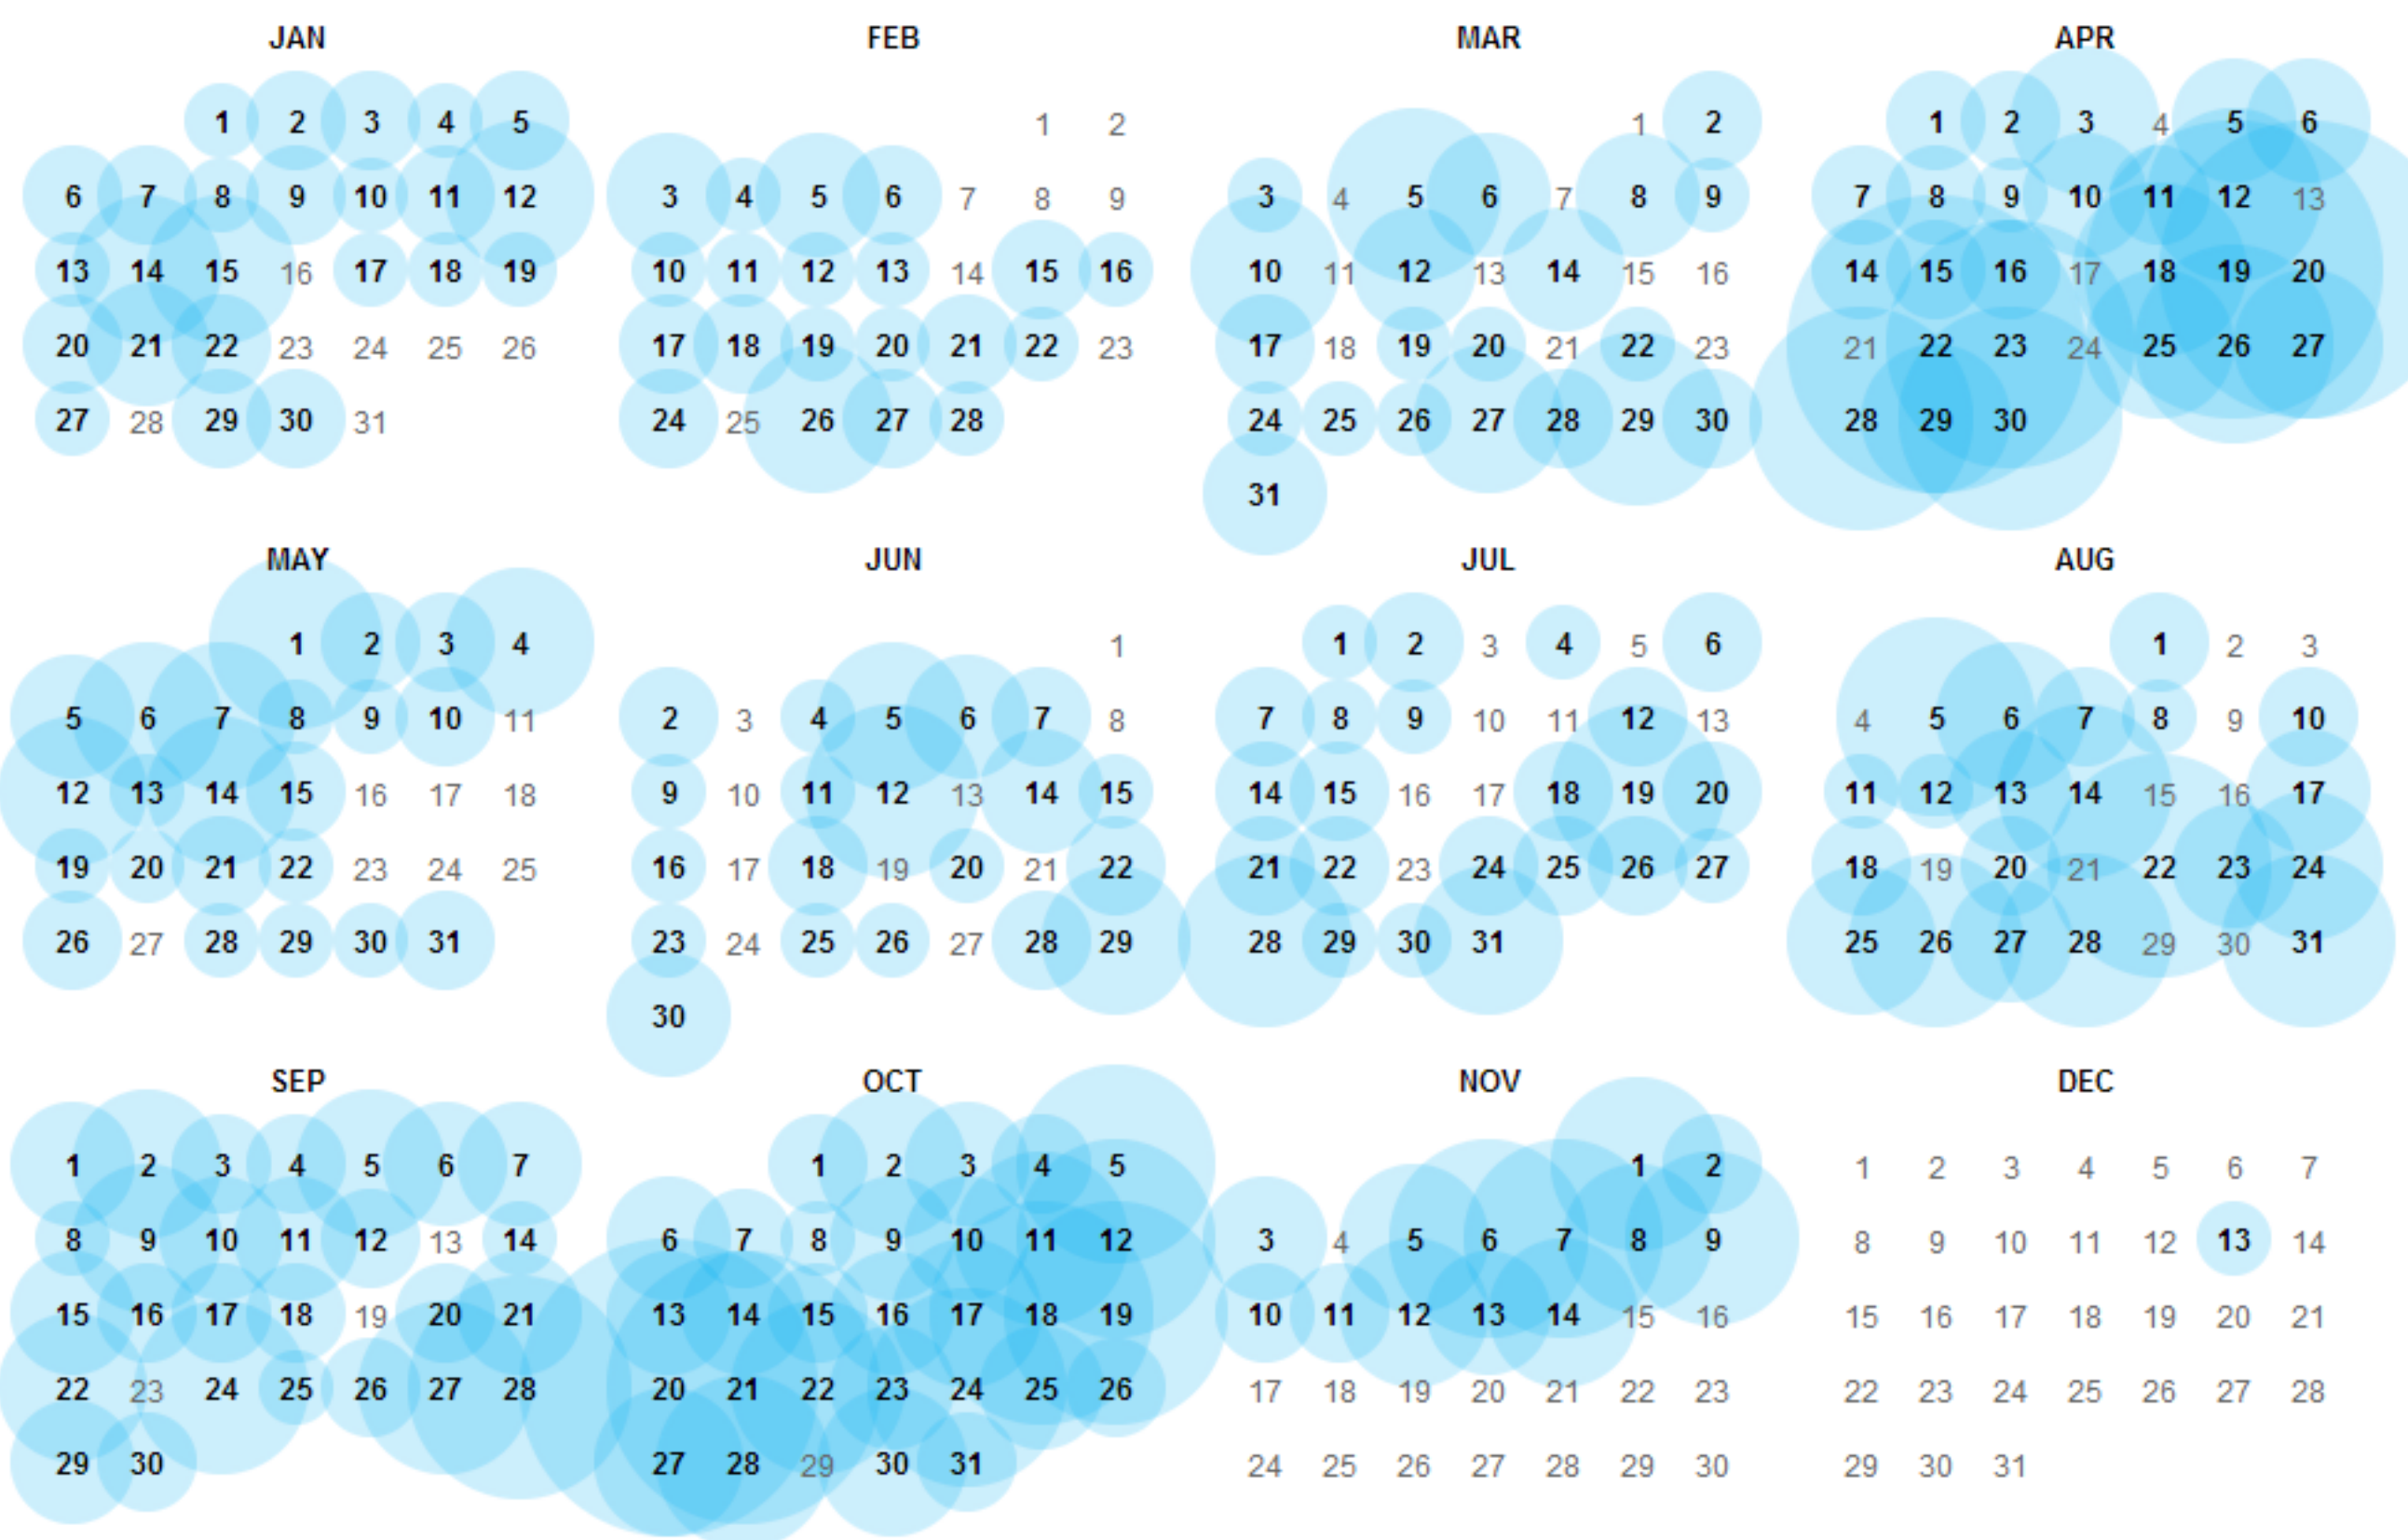 JAN FEB MAR APR
1 2 3 4 5 1 2 1 2 1 2 3 4 5 6
6 7 8 9 10 11 12 3 4 5 6 7 8 9 3 4 5 6 7 8 9 7 8 9 10 11 12 13
13 14 15 16 17 18 19 10 11 12 13 14 15 16 10 11 12 13 14 15 16 14 15 16 17 18 19 20
20 21 22 23 24 25 26 17 18 19 20 21 22 23 17 18 19 20 21 22 23 21 22 23 24 25 26 27
27 28 29 30 31 24 25 26 27 28 24 25 26 27 28 29 30 28 29 30
31
MAY JUN JUL AUG
1 2 3 4 1 1 2 3 4 5 6 1 2 3
5 6 7 8 9 10 11 2 3 4 5 6 7 8 7 8 9 10 11 12 13 4 5 6 7 8 9 10
12 13 14 15 16 17 18 9 10 11 12 13 14 15 14 15 16 17 18 19 20 11 12 13 14 15 16 17
19 20 21 22 23 24 25 16 17 18 19 20 21 22 21 22 23 24 25 26 27 18 19 20 21 22 23 24
26 27 28 29 30 31 23 24 25 26 27 28 29 28 29 30 31 25 26 27 28 29 30 31
30
SEP OCT NOV DEC
1 2 3 4 5 6 7 1 2 3 4 5 1 2 1 2 3 4 5 6 7
8 9 10 11 12 13 14 6 7 8 9 10 11 12 3 4 5 6 7 8 9 8 9 10 11 12 13 14
15 16 17 18 19 20 21 13 14 15 16 17 18 19 10 11 12 13 14 15 16 15 16 17 18 19 20 21
22 23 24 25 26 27 28 20 21 22 23 24 25 26 17 18 19 20 21 22 23 22 23 24 25 26 27 28
29 30 27 28 29 30 31 24 25 26 27 28 29 30 29 30 31